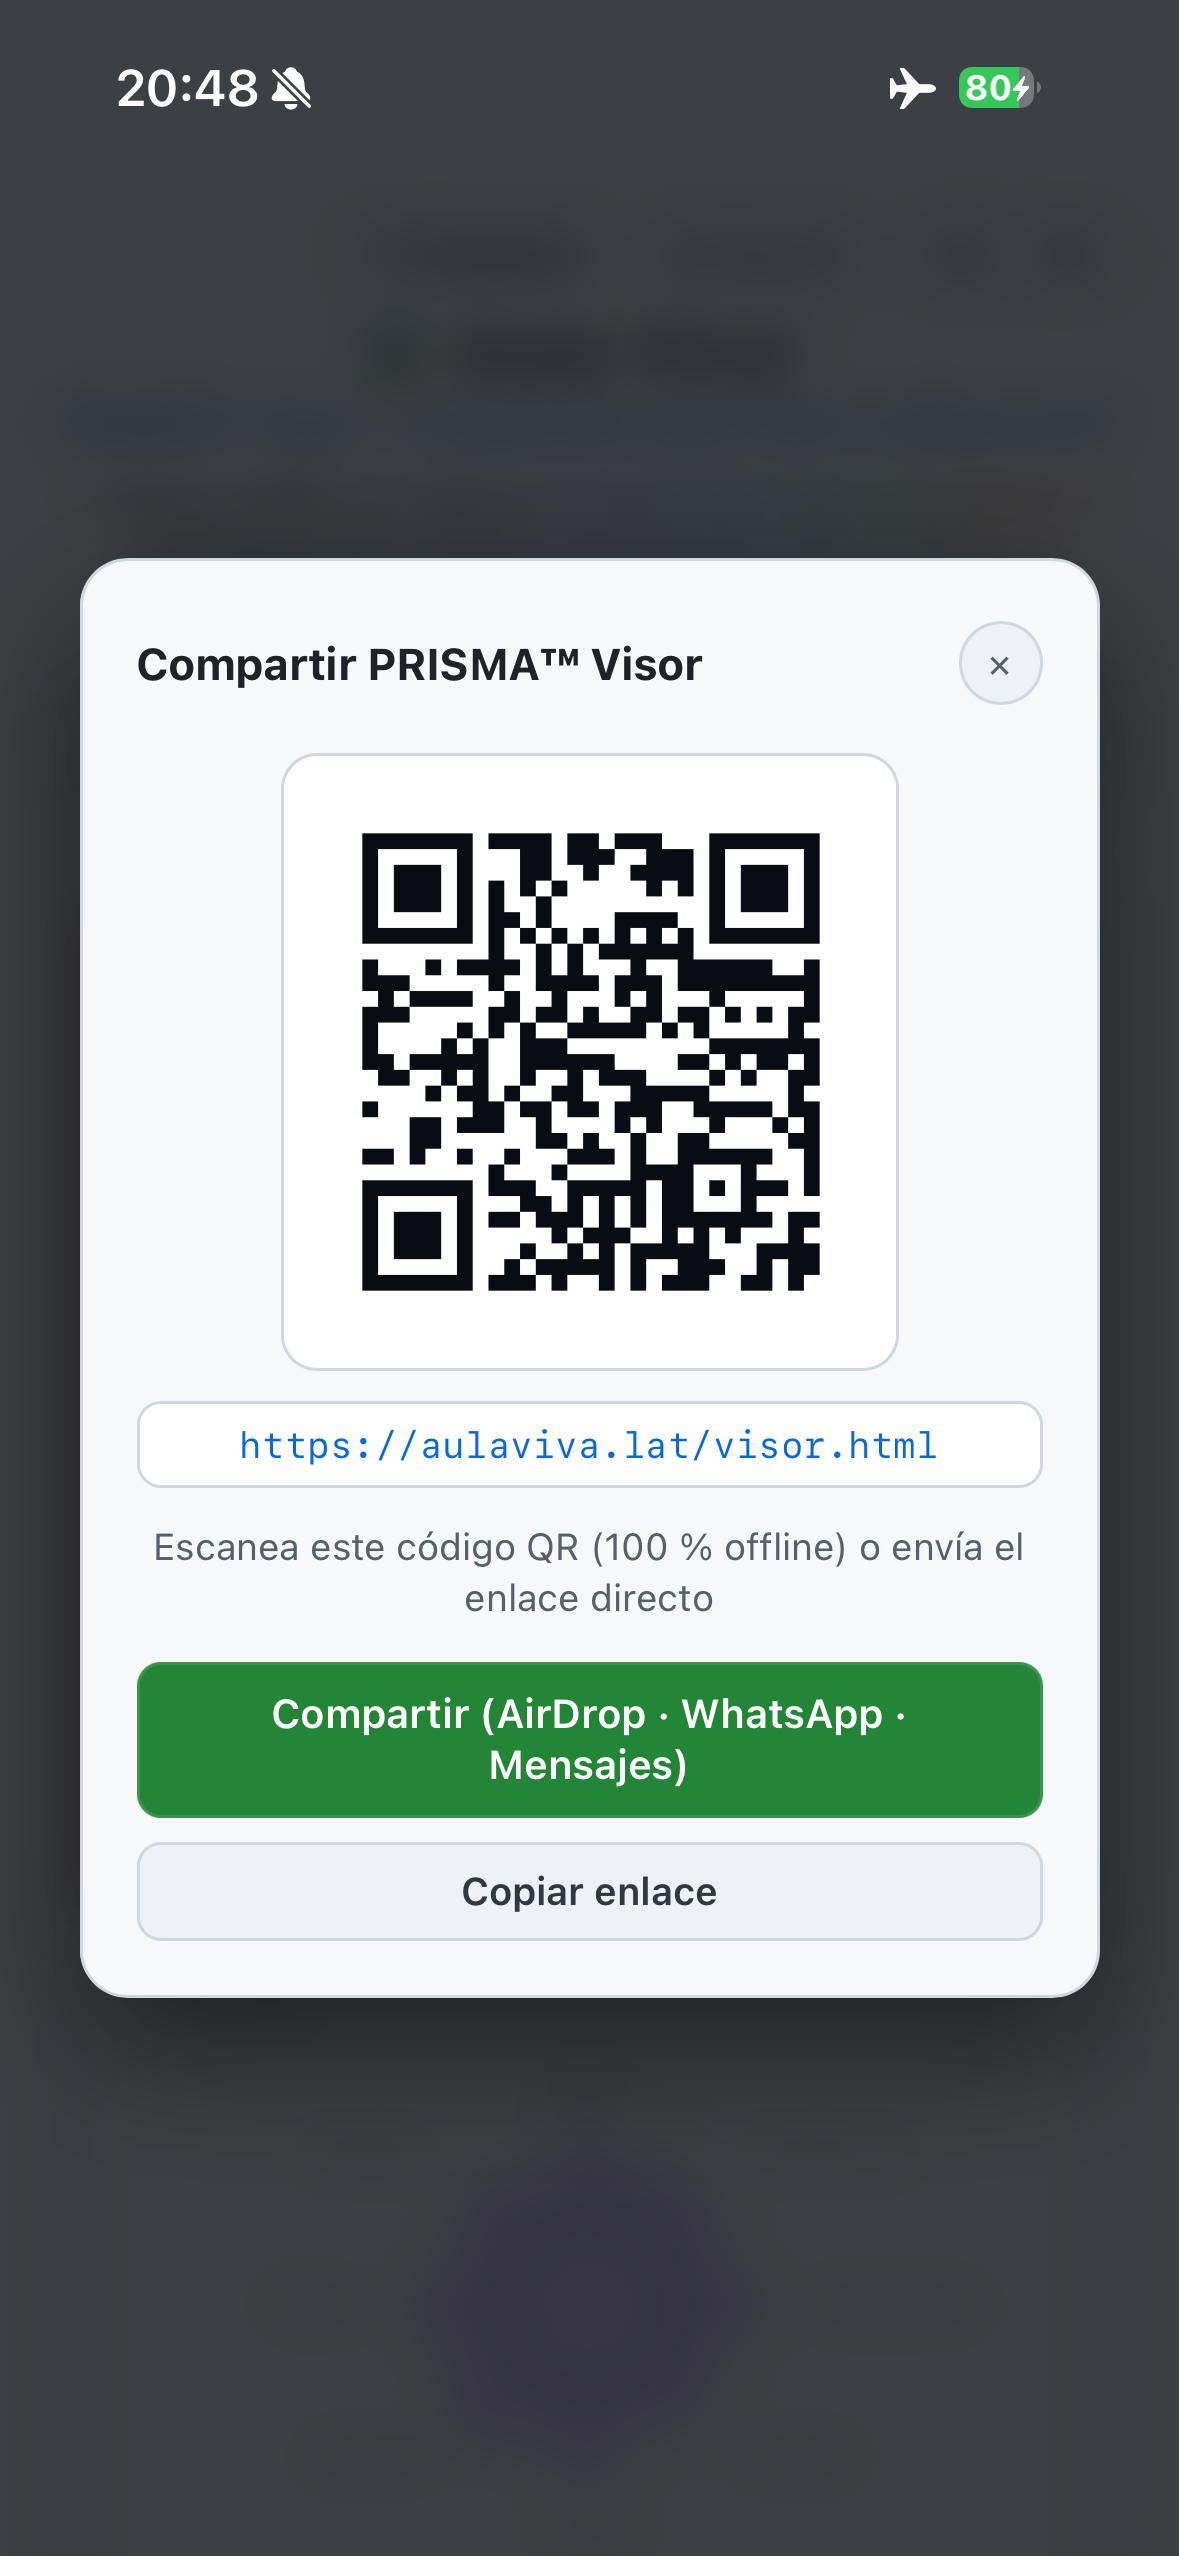 20:48
80
Compartir PRISMA™ Visor
×
https://aulaviva.lat/visor.html
Escanea este código QR (100 % offline) o envía el
enlace directo
Compartir (AirDrop · WhatsApp ·
Mensajes)
Copiar enlace